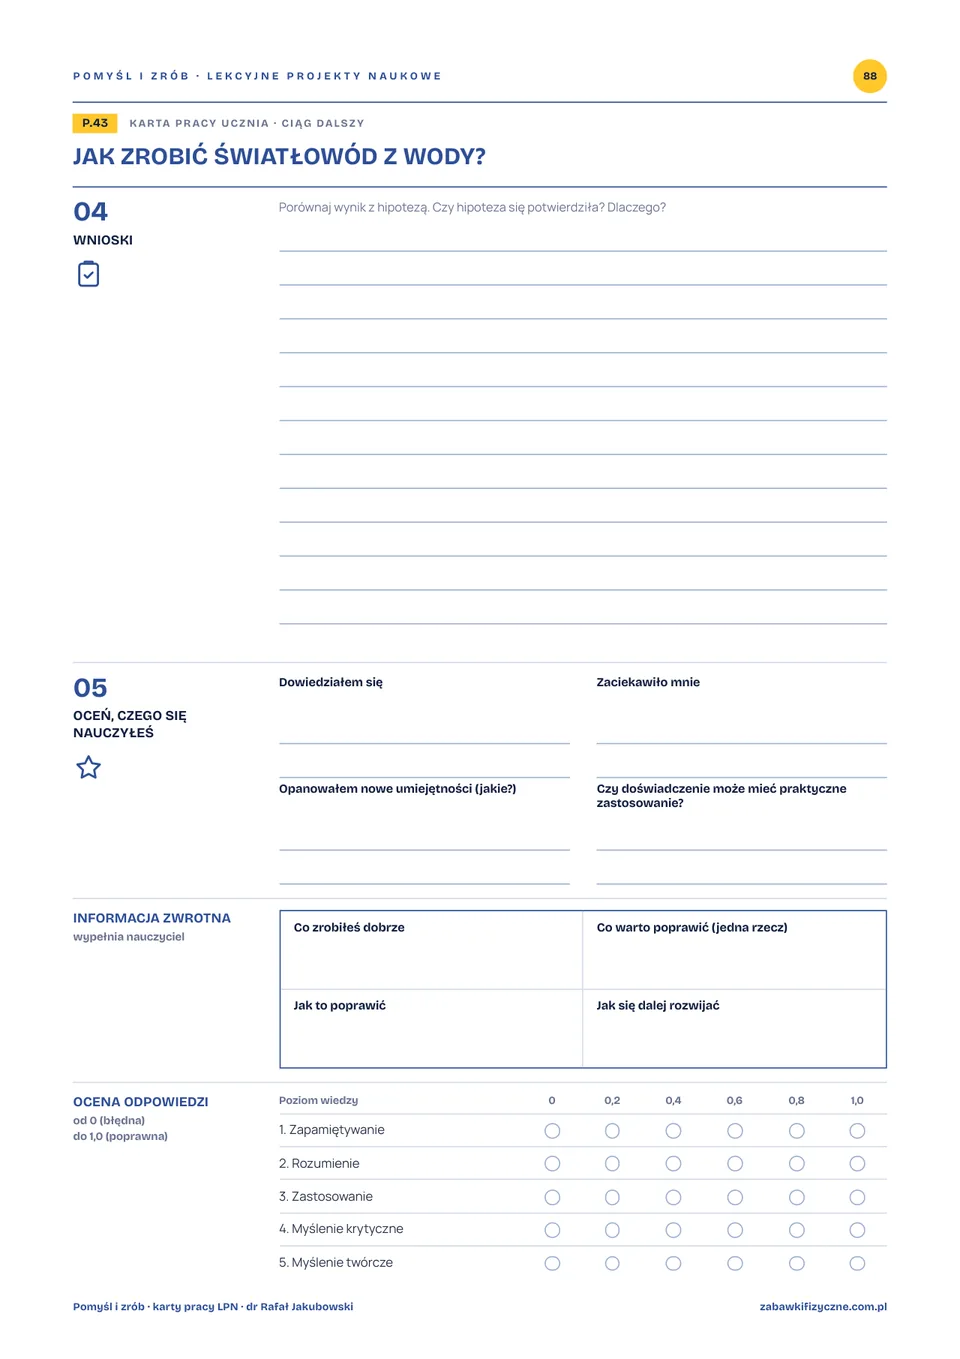 POMYŚL I ZRÓB · LEKCYJNE PROJEKTY NAUKOWE
88
P.43 KARTA PRACY UCZNIA · CIĄG DALSZY
JAK ZROBIĆ ŚWIATŁOWÓD Z WODY?
04
WNIOSKI
Porównaj wynik z hipotezą. Czy hipoteza się potwierdziła? Dlaczego?
05
OCEŃ, CZEGO SIĘ
NAUCZYŁEŚ
Dowiedziałem się
Zaciekawiło mnie
Opanowałem nowe umiejętności (jakie?)
Czy doświadczenie może mieć praktyczne
zastosowanie?
INFORMACJA ZWROTNA
wypełnia nauczyciel
Co zrobiłeś dobrze
Co warto poprawić (jedna rzecz)
Jak to poprawić
Jak się dalej rozwijać
OCENA ODPOWIEDZI
od 0 (błędna)
do 1,0 (poprawna)
Poziom wiedzy 0 0,2 0,4 0,6 0,8 1,0
1. Zapamiętywanie
2. Rozumienie
3. Zastosowanie
4. Myślenie krytyczne
5. Myślenie twórcze
Pomyśl i zrób · karty pracy LPN · dr Rafał Jakubowski
zabawkifizyczne.com.pl